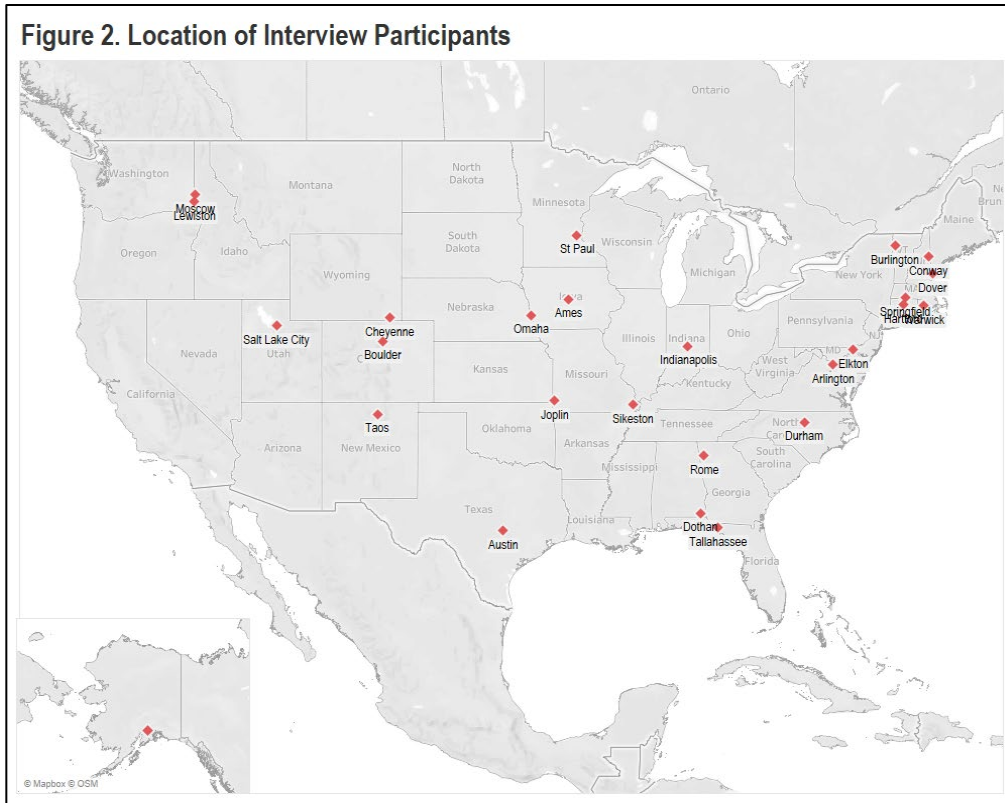 Figure 2. Location of Interview Participants
Ontario
Washington
North
Dakota
Montana
Minnesota
Maine
Moscow
Lewiston
St Paul
Wisconsin
Oregon
Idaho
South
Dakota
Burlington
VT
Michigan
New York
Conway
Wyoming
Dover
Iowa
Ames
Nebraska
Omaha
Cheyenne
Springfield
Hartford
Warwick
Salt Lake City
Utah
Boulder
Nevada
Illinois
Indiana
Ohio
Pennsylvania
NJ
MD
Indianapolis
Elkton
Kansas
Missouri
West
Virginia
Arlington
Kentucky
California
Joplin
Sikeston
Taos
Oklahoma
Tennessee
North
Durham
Arizona
New Mexico
Arkansas
South
Carolina
Mississippi
Rome
Georgia
Texas
Louisiana
Dothan
Tallahassee
Austin
Florida
© Mapbox © OSM